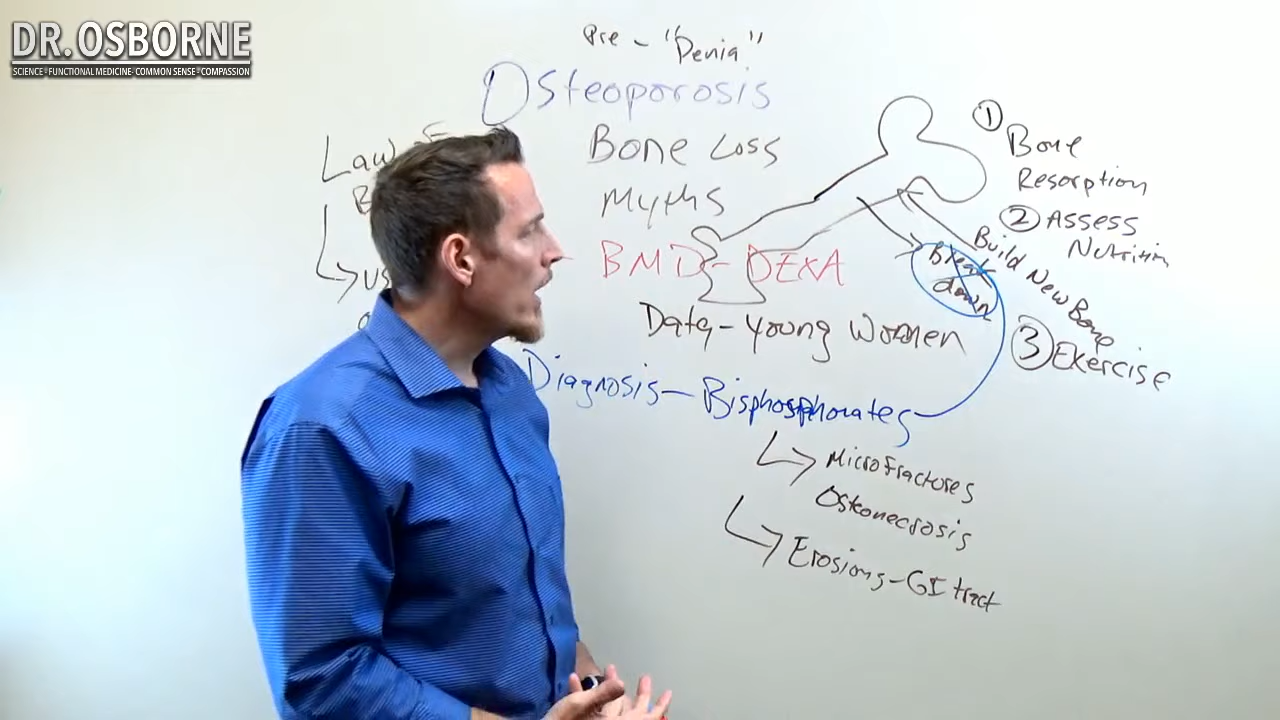 DR. OSBORNE
SCIENCE - FUNCTIONAL MEDICINE - COMMON SENSE - COMPASSION
Pre - "Penia"
Osteoporosis
Bone Loss
Myths
BMD - DEXA
Data - Young Women
Diagnosis - Bisphosphonates
Microfractures
Osteonecrosis
Erosions - GI tract
Law
US
① Bone
Resorption
② Assess
Nutrition
Break
down
Build New Bone
③ Exercise